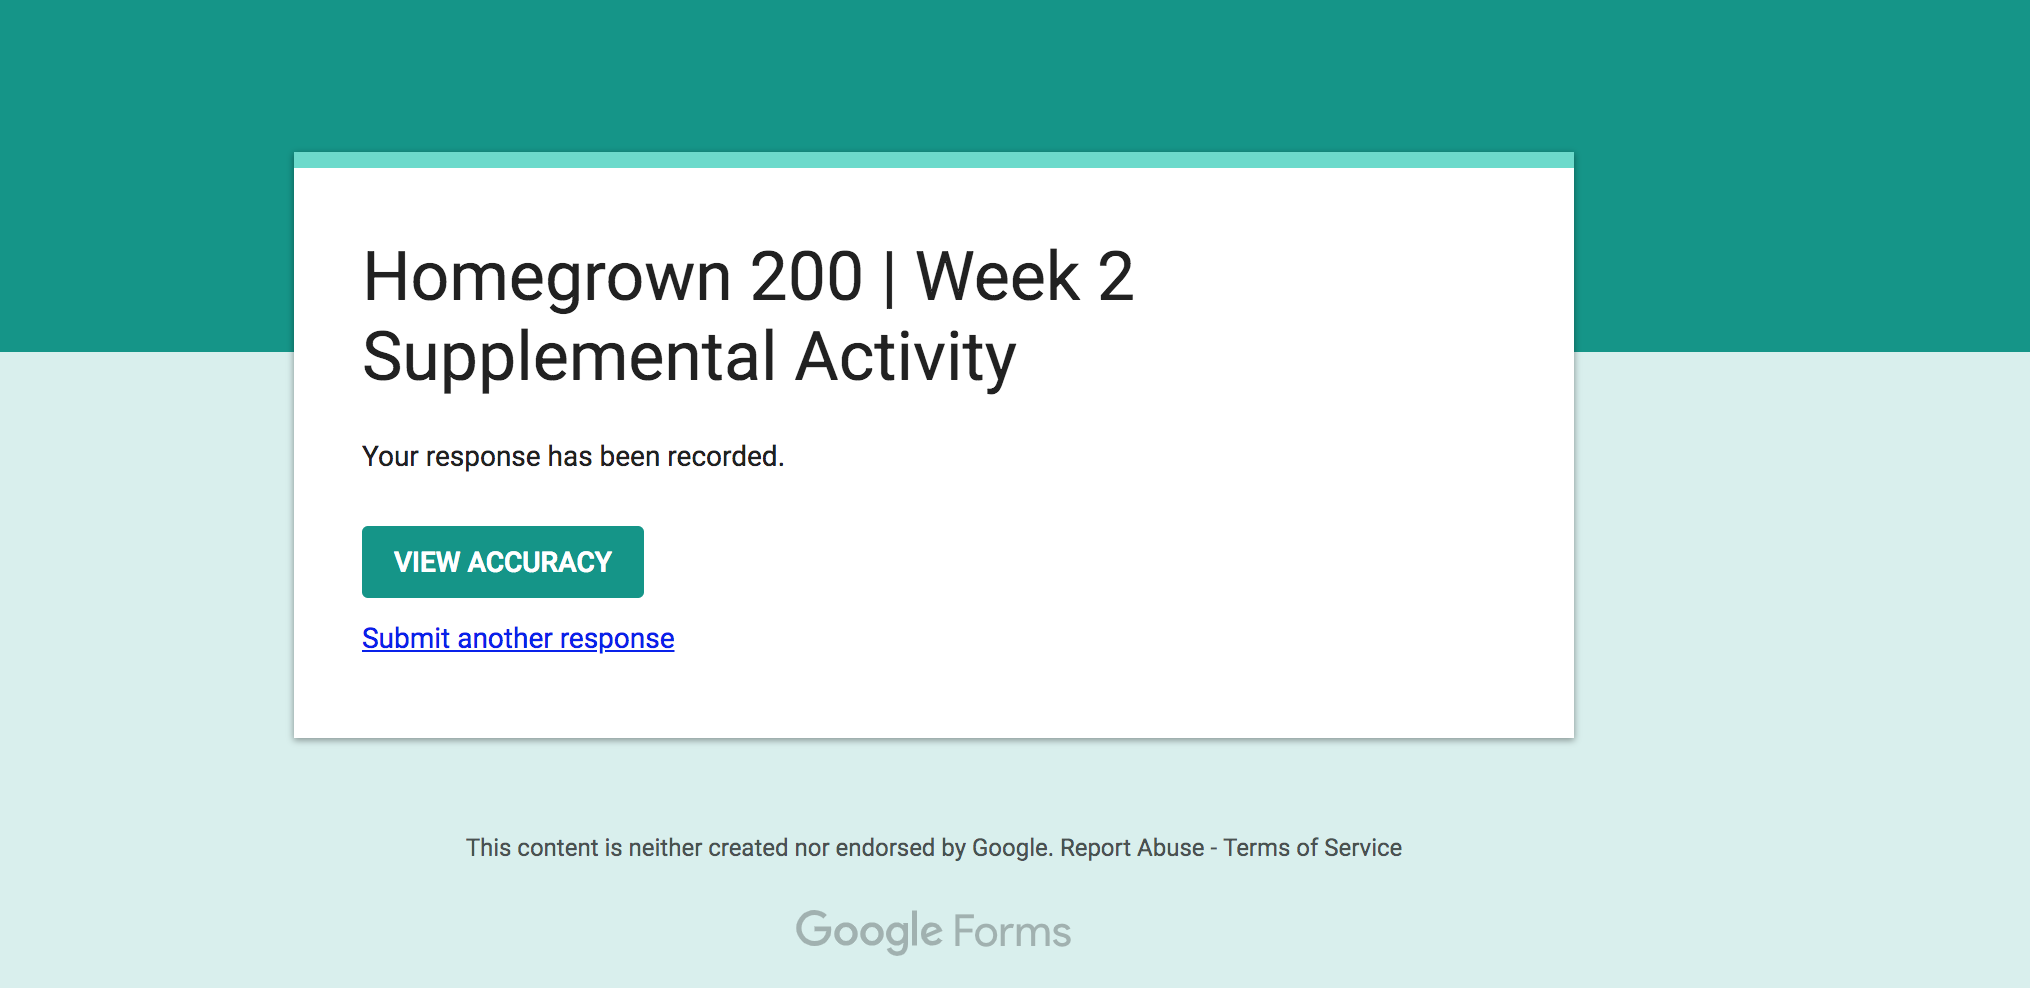 Homegrown 200 | Week 2
Supplemental Activity
Your response has been recorded.
VIEW ACCURACY
Submit another response
This content is neither created nor endorsed by Google. Report Abuse - Terms of Service
Google Forms